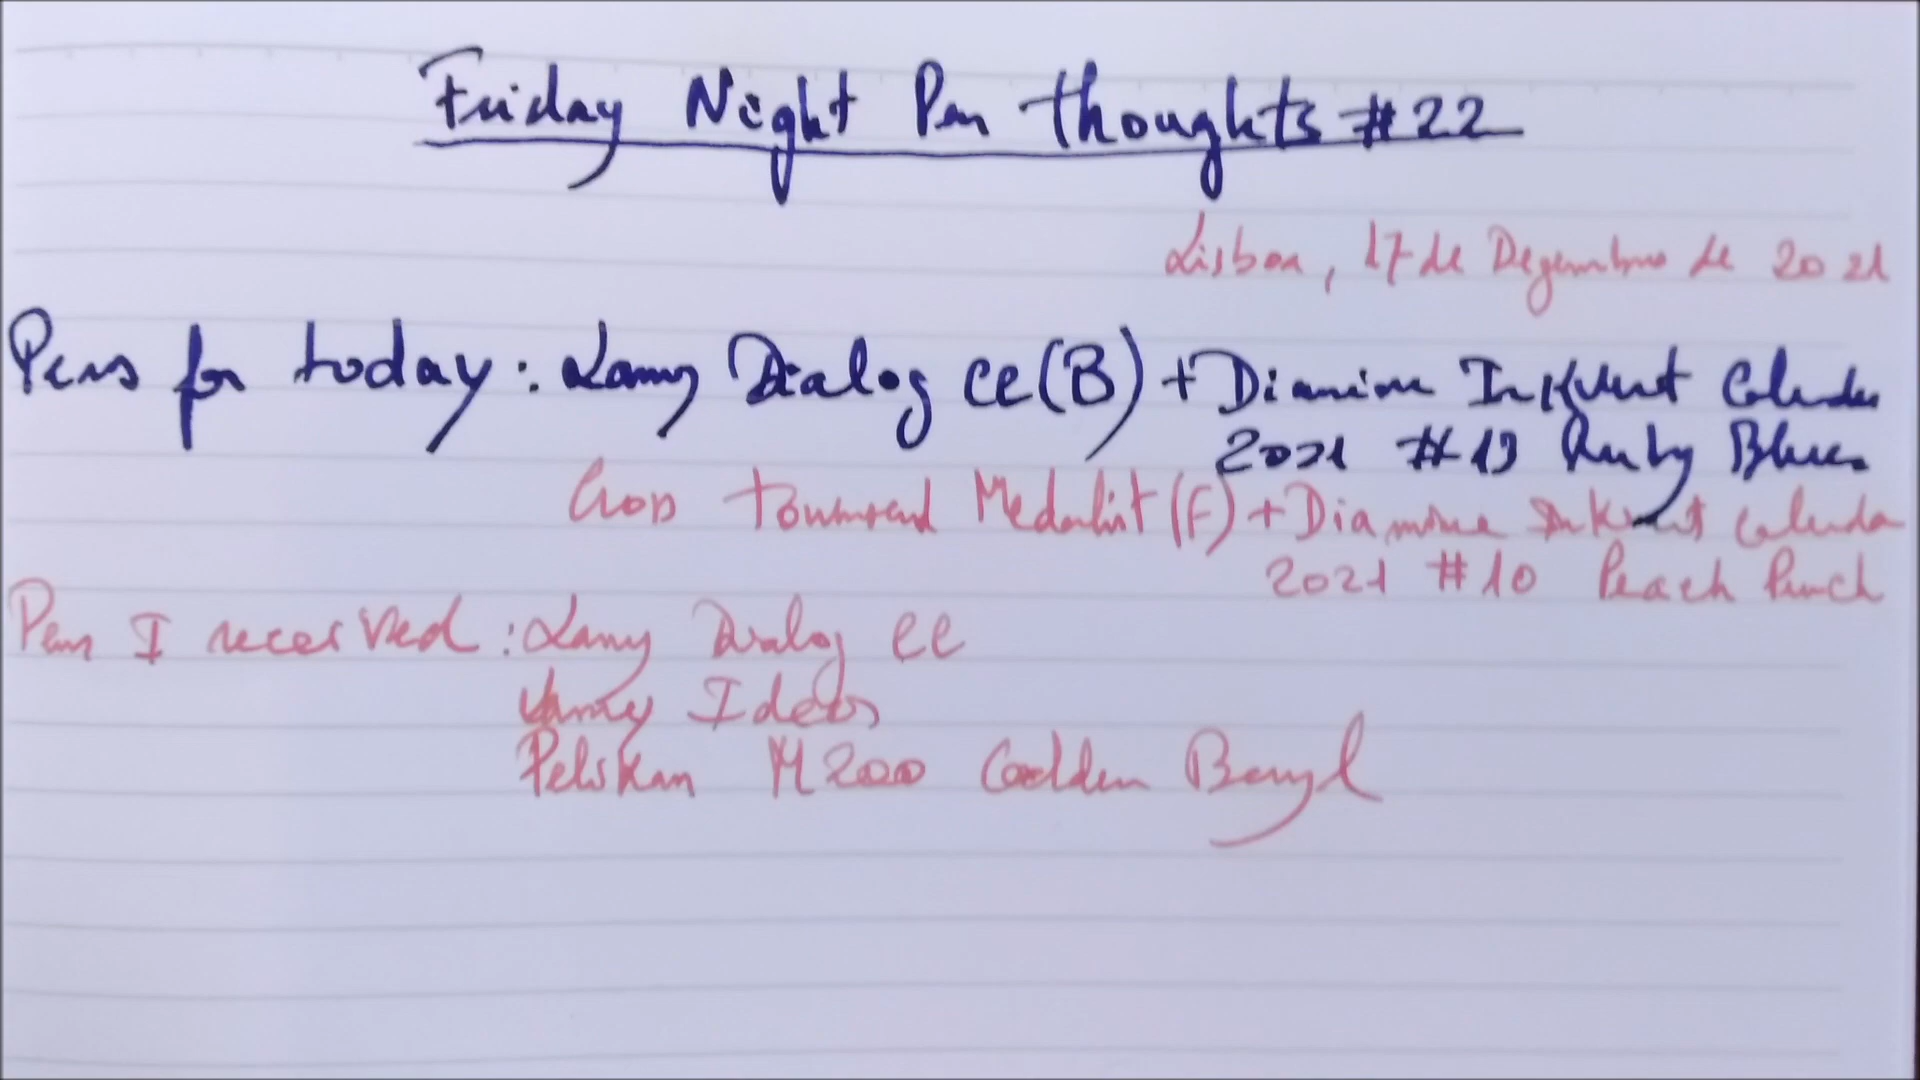 Friday Night Pen Thoughts #22
Lisboa, 17 de Dezembro de 2021
Pens for today: Lamy Dialog CC (B) + Diamine Inkvent Calendar
2021 #19 Ruby Blues
Cross Townsend Medalist (F) + Diamine Inkvent Calendar
2021 #10 Peach Punch
Pens I received: Lamy Dialog CC
Lamy Ideos
Pelikan M200 Golden Beryl